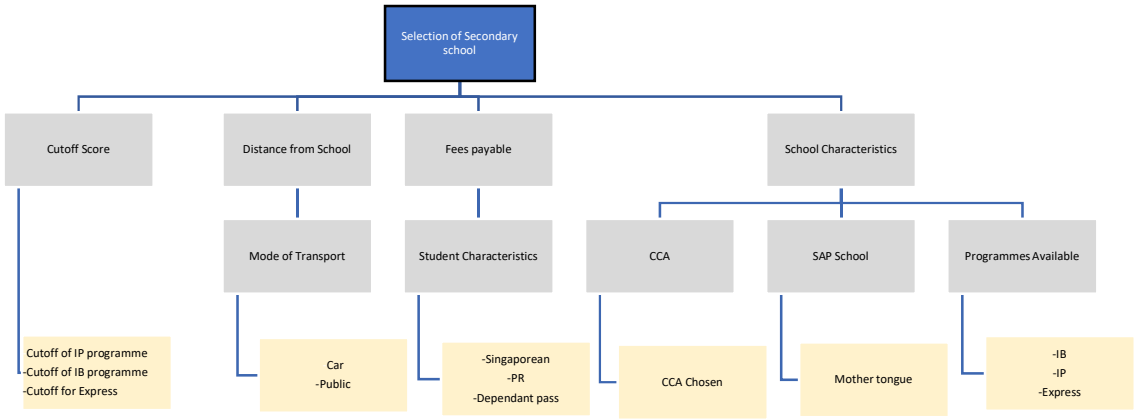 Selection of Secondary
school
Cutoff Score
Distance from School
Fees payable
School Characteristics
Mode of Transport
Student Characteristics
CCA
SAP School
Programmes Available
Cutoff of IP programme
-Cutoff of IB programme
-Cutoff for Express
Car
-Public
-Singaporean
-PR
-Dependant pass
CCA Chosen
Mother tongue
-IB
-IP
-Express